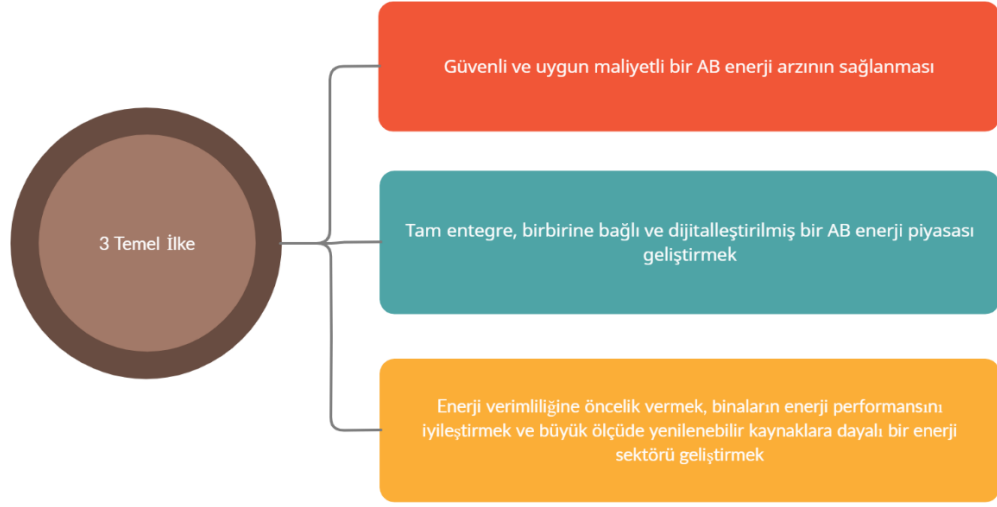 Güvenli ve uygun maliyetli bir AB enerji arzının sağlanması
3 Temel İlke
Tam entegre, birbirine bağlı ve dijitalleştirilmiş bir AB enerji piyasası
geliştirmek
Enerji verimliliğine öncelik vermek, binaların enerji performansını
iyileştirmek ve büyük ölçüde yenilenebilir kaynaklara dayalı bir enerji
sektörü geliştirmek